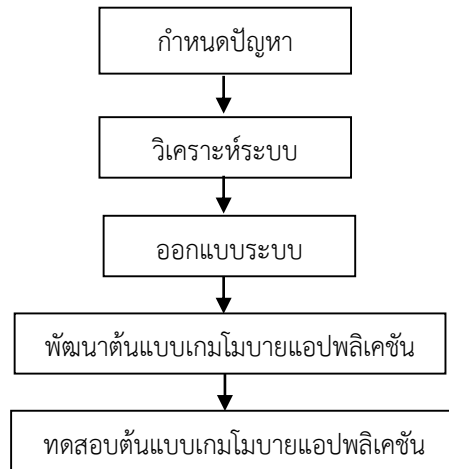 กำหนดปัญหา
วิเคราะห์ระบบ
ออกแบบระบบ
พัฒนาต้นแบบเกมโมบายแอปพลิเคชัน
ทดสอบต้นแบบเกมโมบายแอปพลิเคชัน